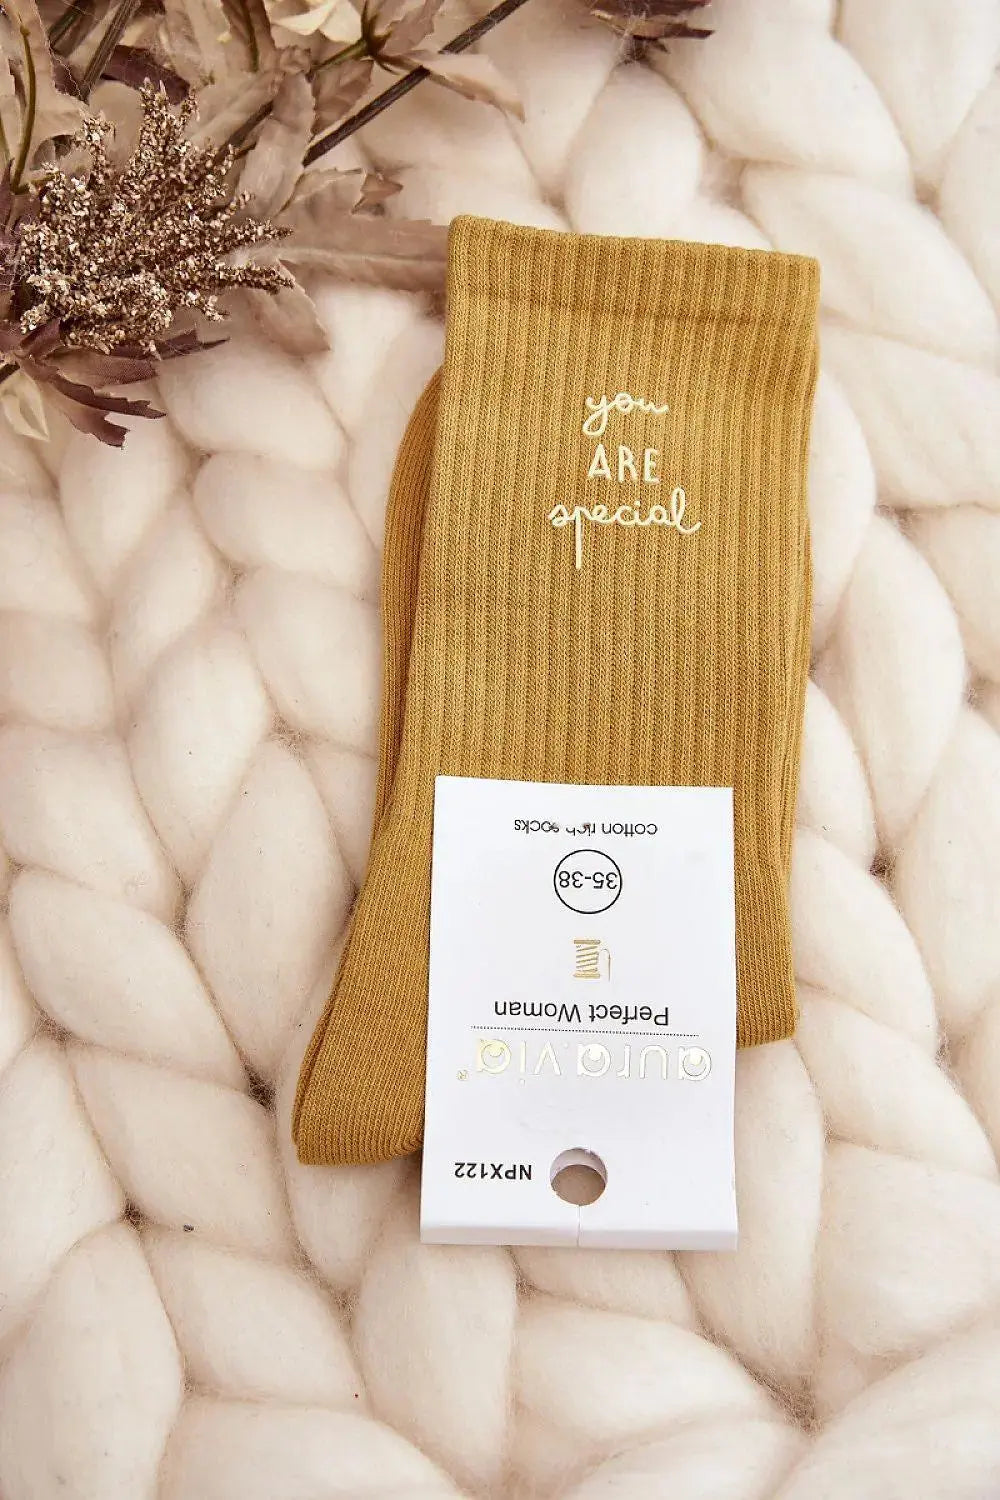 you
ARE
special
NPX122
aura.via®
Perfect Woman
35-38
cotton rich socks